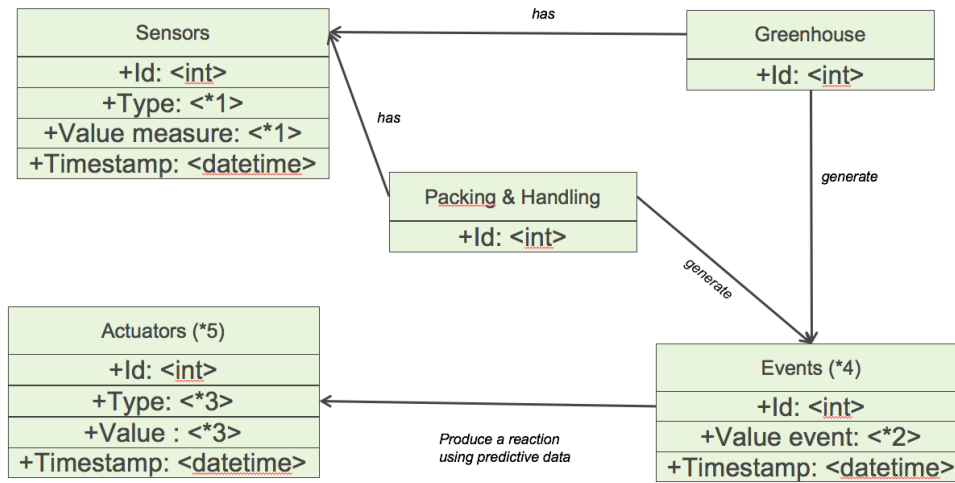 has
Sensors
+Id: <int>
+Type: <*1>
+Value measure: <*1>
+Timestamp: <datetime>
Greenhouse
+Id: <int>
has
generate
Packing & Handling
+Id: <int>
generate
Actuators (*5)
+Id: <int>
+Type: <*3>
+Value : <*3>
+Timestamp: <datetime>
Events (*4)
+Id: <int>
+Value event: <*2>
+Timestamp: <datetime>
Produce a reaction
using predictive data